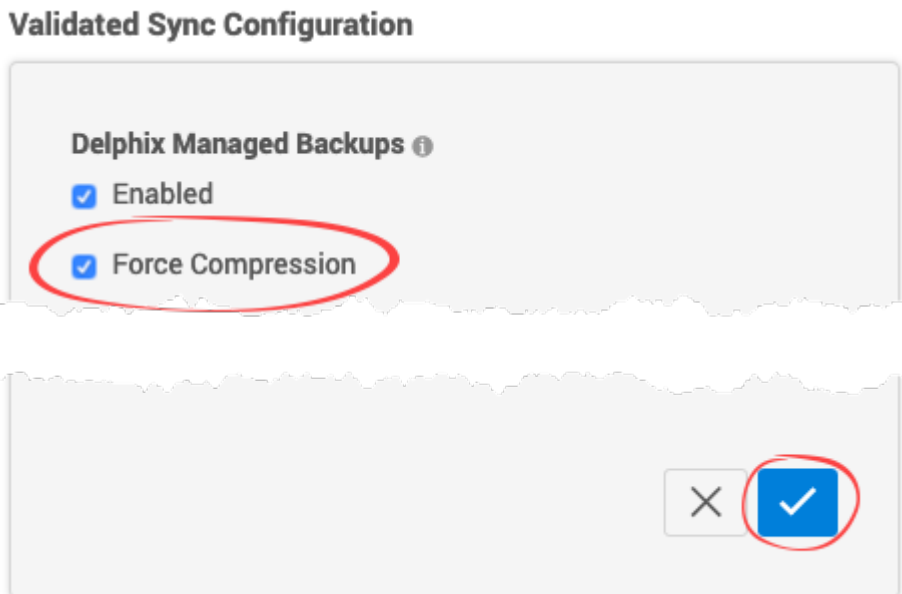 Validated Sync Configuration
Delphix Managed Backups
Enabled
Force Compression